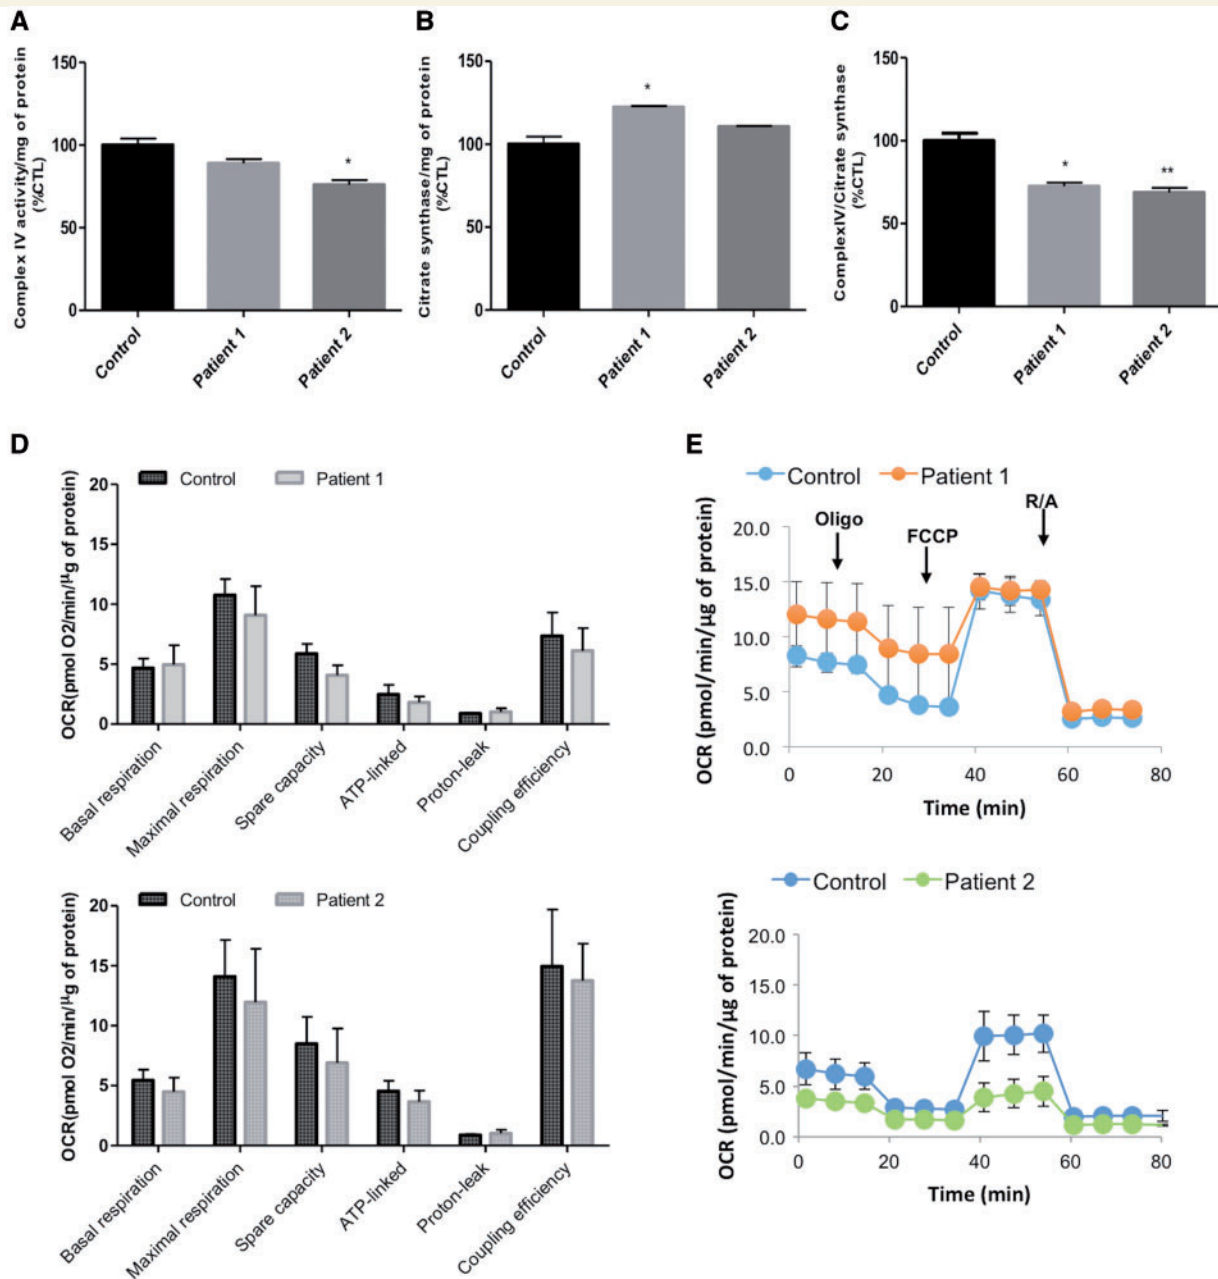 A
Complex IV activity/mg of protein
(%CTL)
150
100
50
0
*
Control
Patient 1
Patient 2
B
Citrate synthase/mg of protein
(%CTL)
150
100
50
0
*
Control
Patient 1
Patient 2
C
ComplexIV/Citrate synthase
(%CTL)
150
100
50
0
*
**
Control
Patient 1
Patient 2
D
Control
Patient 1
OCR(pmol O2/min/µg of protein)
20
15
10
5
0
Basal respiration
Maximal respiration
Spare capacity
ATP-linked
Proton-leak
Coupling efficiency
Control
Patient 2
OCR(pmol O2/min/µg of protein)
20
15
10
5
0
Basal respiration
Maximal respiration
Spare capacity
ATP-linked
Proton-leak
Coupling efficiency
E
Control
Patient 1
OCR (pmol/min/µg of protein)
20.0
15.0
10.0
5.0
0.0
Oligo
FCCP
R/A
0
20
40
60
80
Time (min)
Control
Patient 2
OCR (pmol/min/µg of protein)
20.0
15.0
10.0
5.0
0.0
0
20
40
60
80
Time (min)